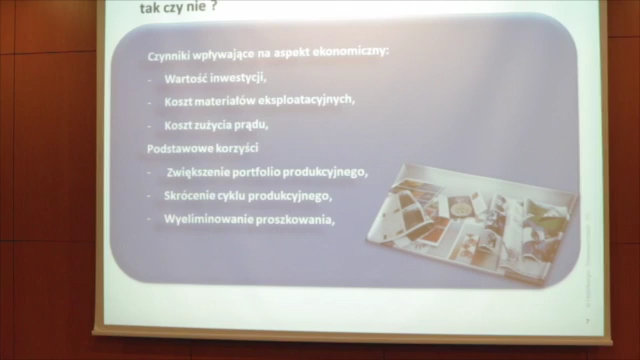 tak czy nie ?
Czynniki wpływające na aspekt ekonomiczny:
- Wartość inwestycji,
- Koszt materiałów eksploatacyjnych,
- Koszt zużycia prądu,
Podstawowe korzyści
- Zwiększenie portfolio produkcyjnego,
- Skrócenie cyklu produkcyjnego,
- Wyeliminowanie proszkowania,